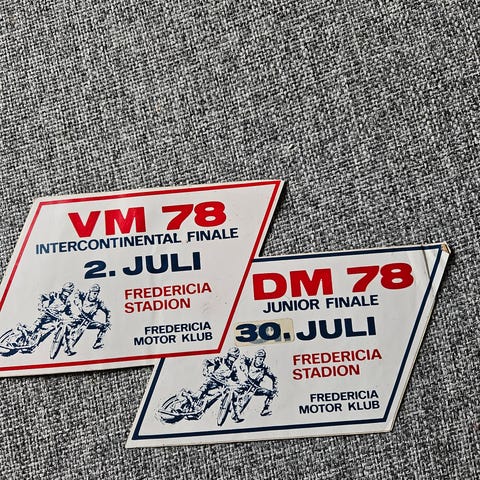 VM 78
INTERCONTINENTAL FINALE
2. JULI
FREDERICIA
STADION
FREDERICIA
MOTOR KLUB
DM 78
JUNIOR FINALE
30. JULI
FREDERICIA
STADION
FREDERICIA
MOTOR KLUB